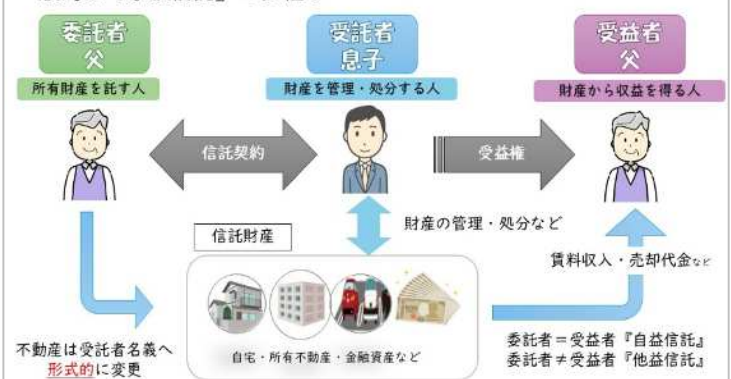 委託者
父
受託者
息子
受益者
父
所有財産を託す人
財産を管理・処分する人
財産から収益を得る人
信託契約
受益権
信託財産
財産の管理・処分など
賃料収入・売却代金など
自宅・所有不動産・金融資産など
不動産は受託者名義へ
形式的に変更
委託者=受益者『自益信託』
委託者≠受益者『他益信託』